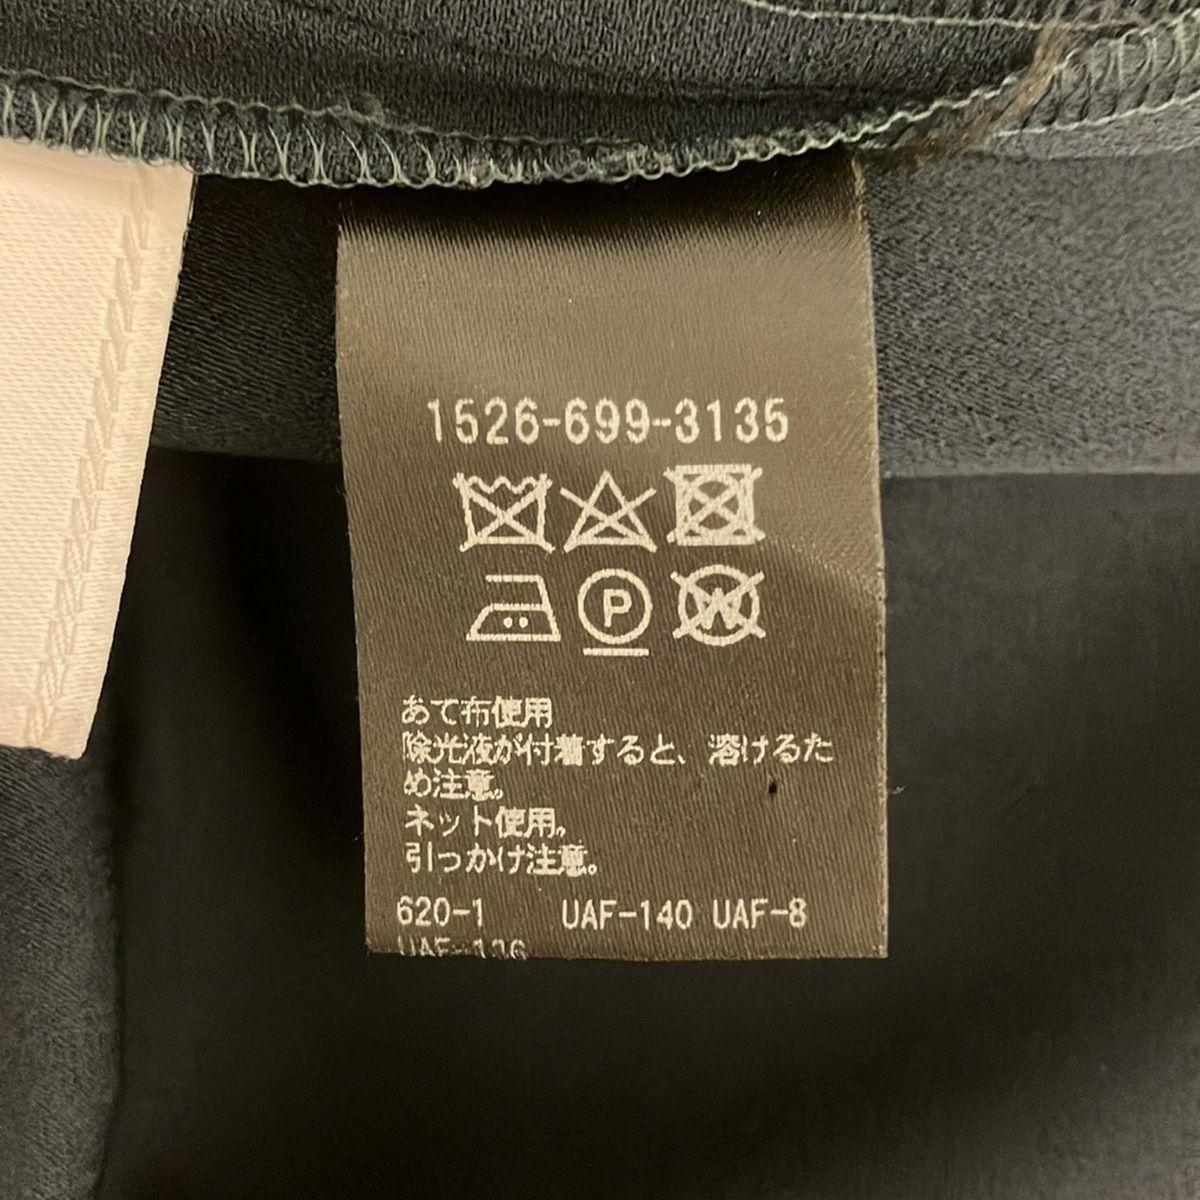 1526-699-3135
P
W
あて布使用
除光液が付着すると、溶けるた
め注意。
ネット使用。
引っかけ注意。
620-1 UAF-140 UAF-8
UAF-136